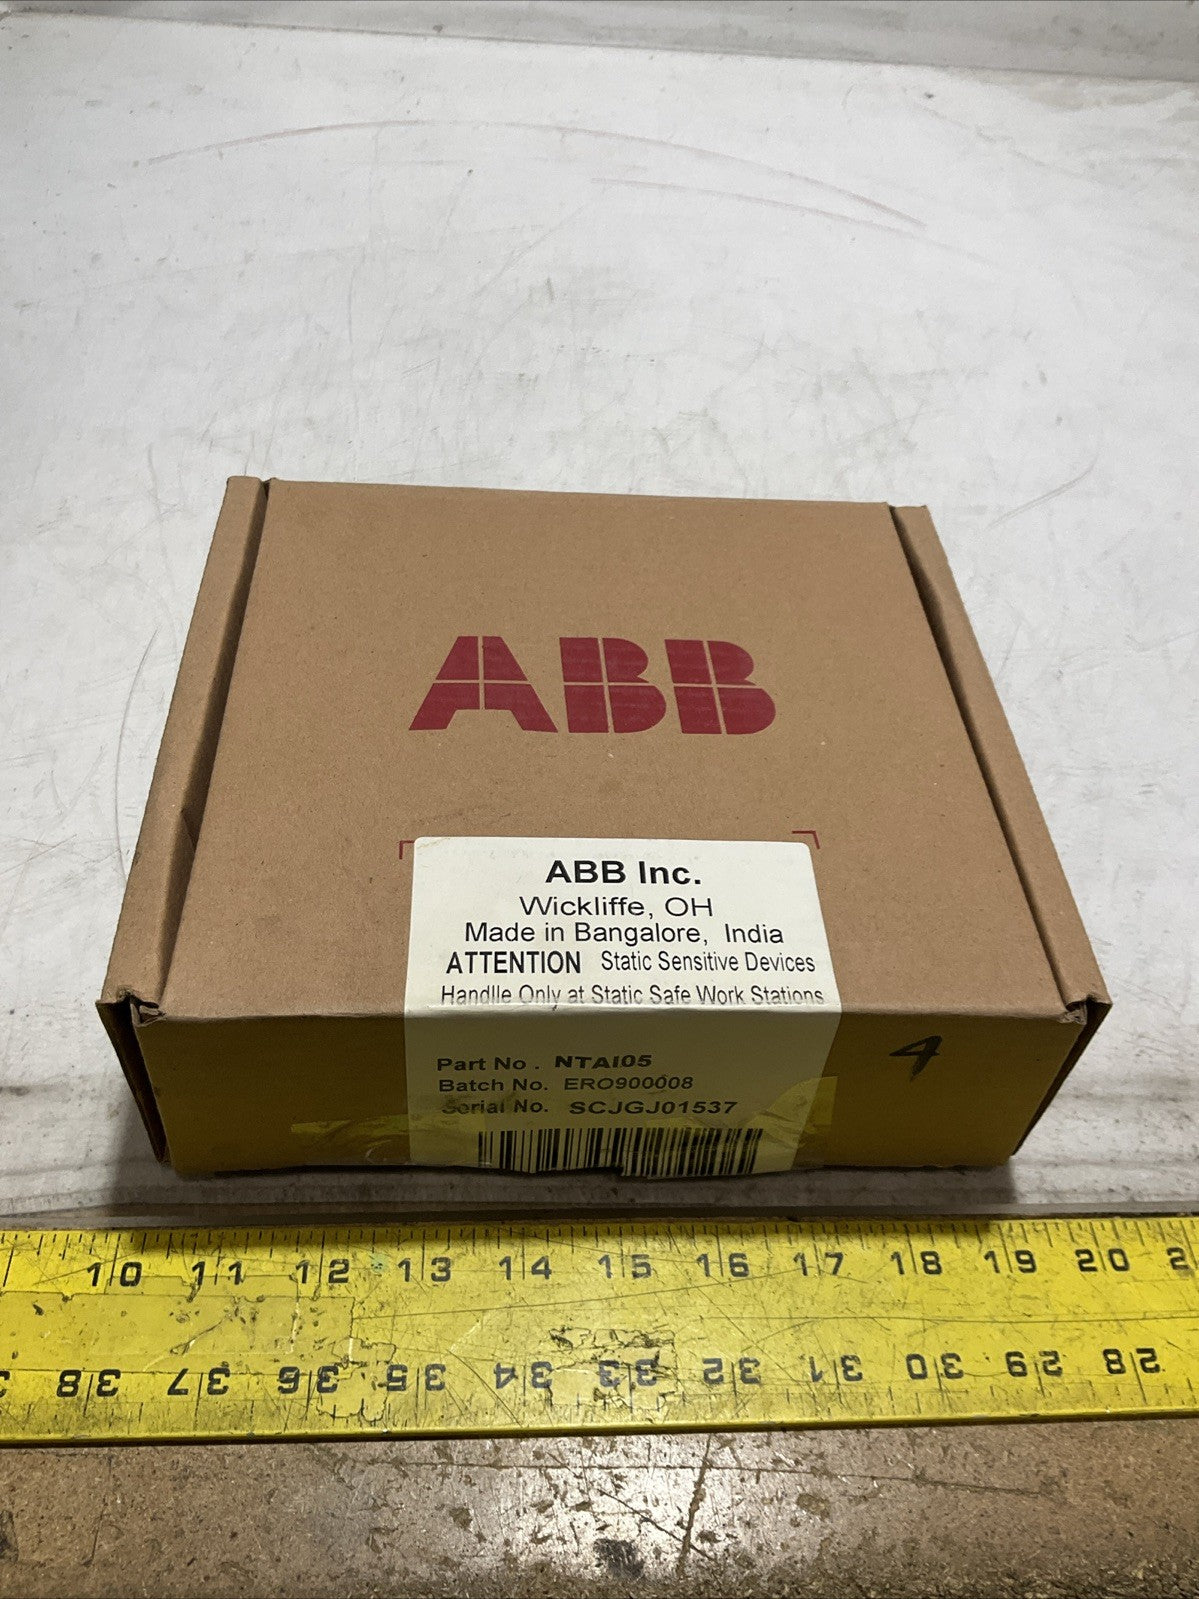 ABB
ABB Inc.
Wickliffe, OH
Made in Bangalore, India
ATTENTION Static Sensitive Devices
Handlle Only at Static Safe Work Stations
Part No. NTAI05
Batch No. ERO900008
Serial No. SCJGJ01537
4
10 11 12 13 14 15 16 17 18 19 20
38 37 36 35 34 33 32 31 30 29 28